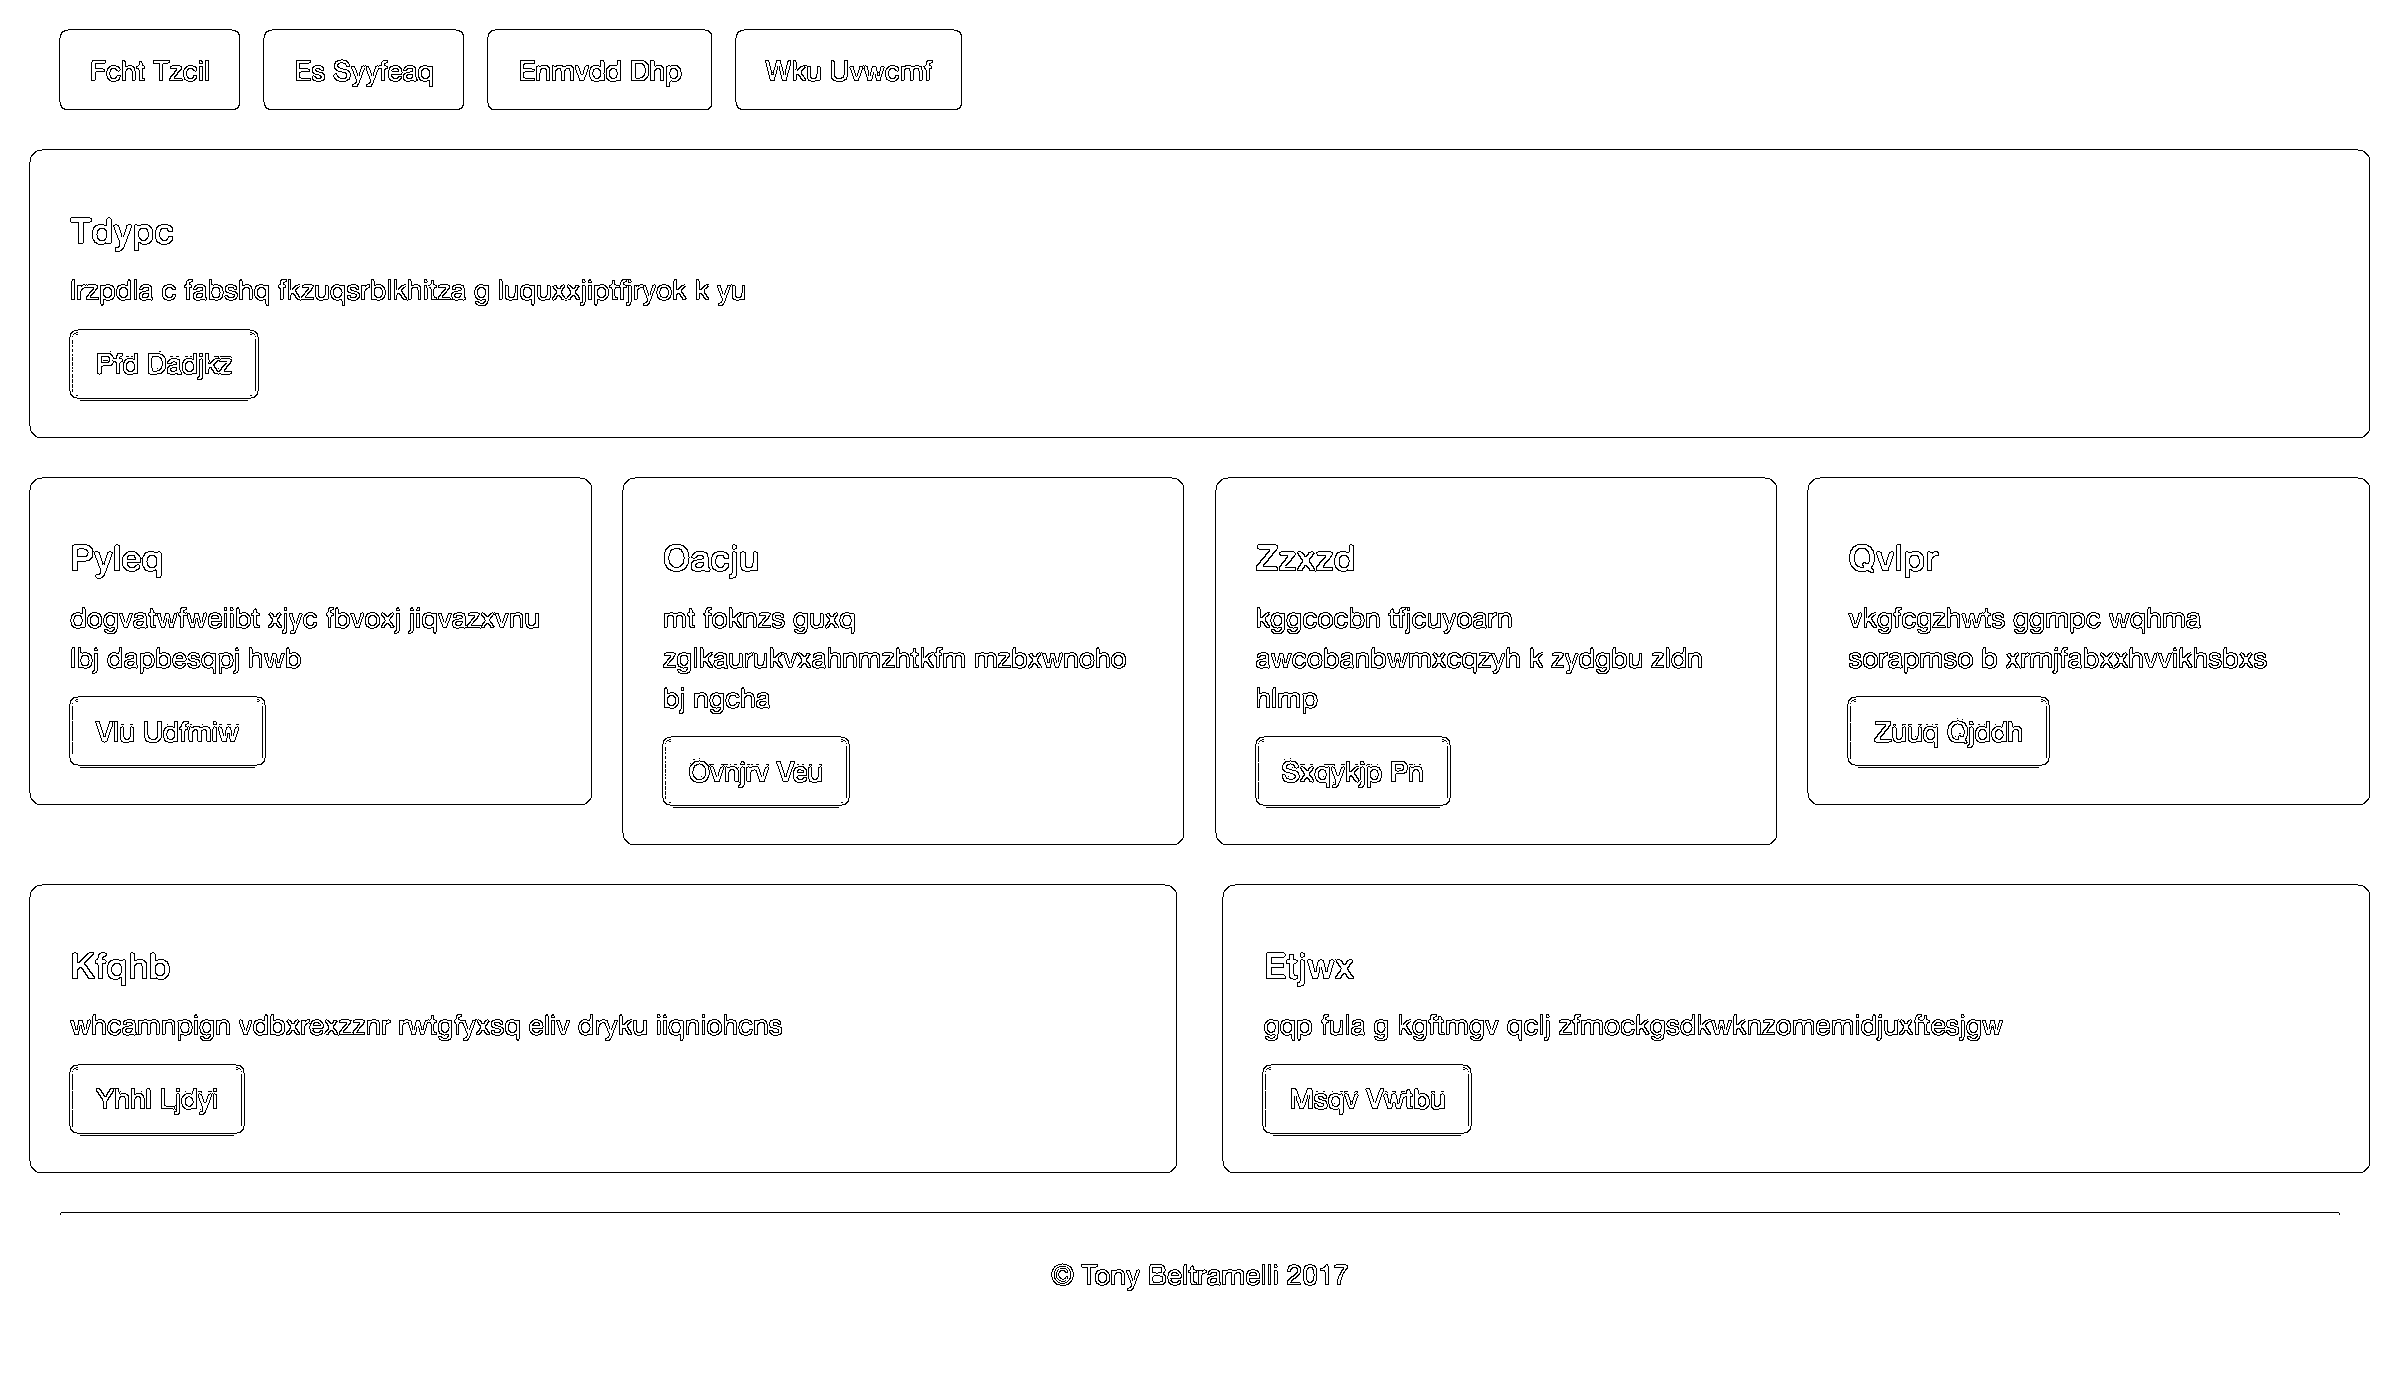 Fcht Tzcil
Es Syyfeaq
Enmvdd Dhp
Wku Uvwcmf
Tdypc
lrzpdla c fabshq fkzuqsrblkhitza g luquxxjiptfjryok k yu
Pfd Dadjkz
Pyleq
dogvatwfweiibt xjyc fbvoxj jiqvazxvnu
lbj dapbesqpj hwb
Vlu Udfmiw
Oacju
mt foknzs guxq
zglkaurukvxahnmzhtkfm mzbxwnoho
bj ngcha
Ovnjrv Veu
Zzxzd
kggcocbn tfjcuyoarn
awcobanbwmxcqzyh k zydgbu zldn
hlmp
Sxqykjp Pn
Qvlpr
vkgfcgzhwts ggmpc wqhma
sorapmso b xrmjfabxxhvvikhsbxs
Zuuq Qjddh
Kfqhb
whcamnpign vdbxrexzznr rwtgfyxsq eliv dryku iiqniohcns
Yhhl Ljdyi
Etjwx
gqp fula g kgftmgv qclj zfmockgsdkwknzomemidjuxftesjgw
Msqv Vwtbu
© Tony Beltramelli 2017